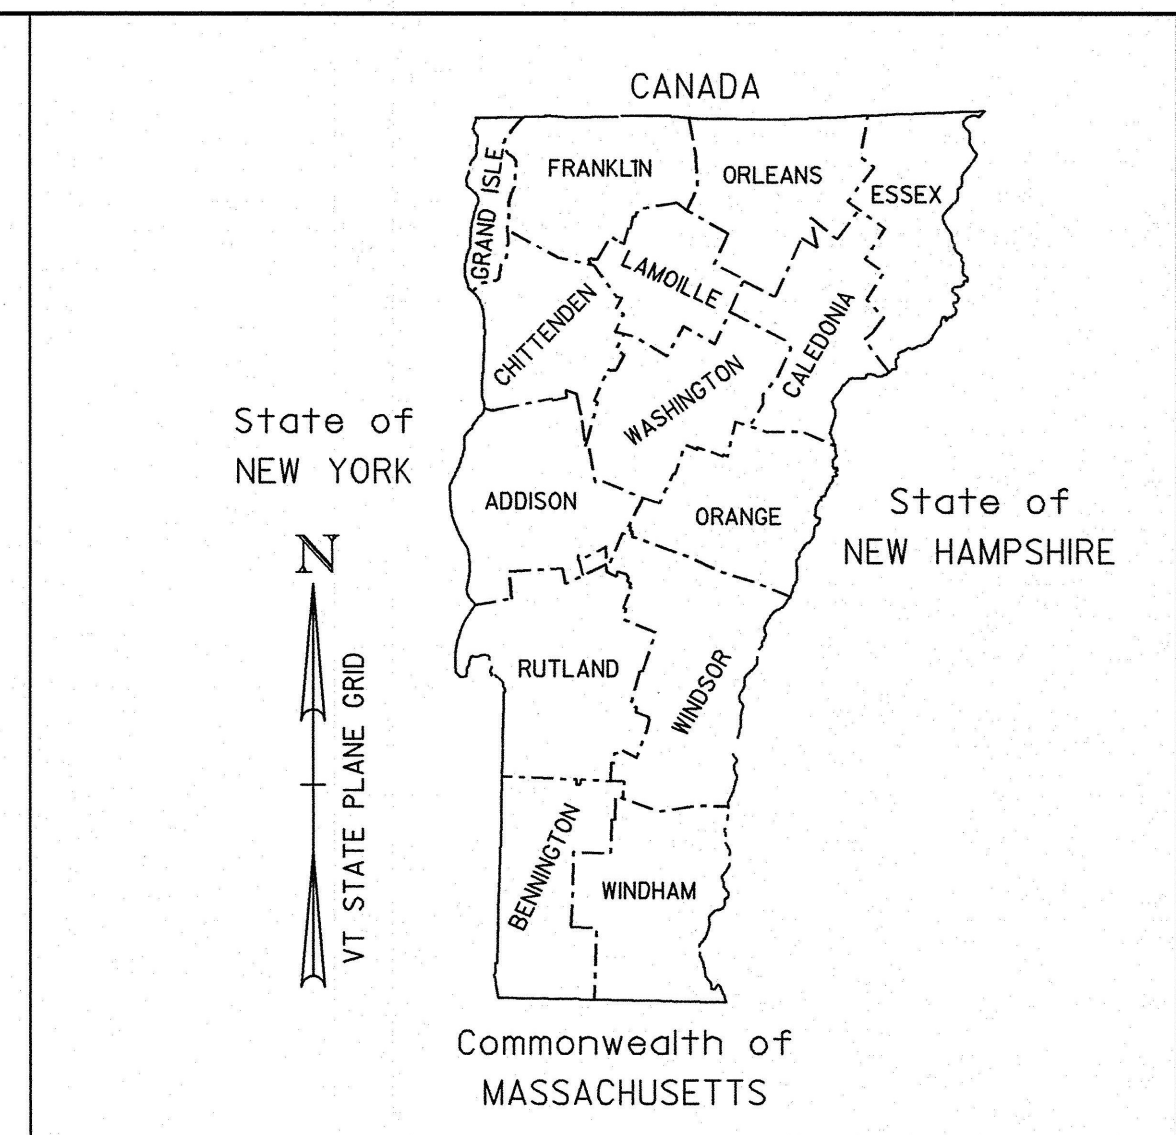 CANADA
FRANKLIN
ORLEANS
ESSEX
GRAND ISLE
LAMOILLE
CHITTENDEN
CALEDONIA
WASHINGTON
State of
NEW YORK
ADDISON
ORANGE
State of
NEW HAMPSHIRE
N
VT STATE PLANE GRID
RUTLAND
WINDSOR
BENNINGTON
WINDHAM
Commonwealth of
MASSACHUSETTS